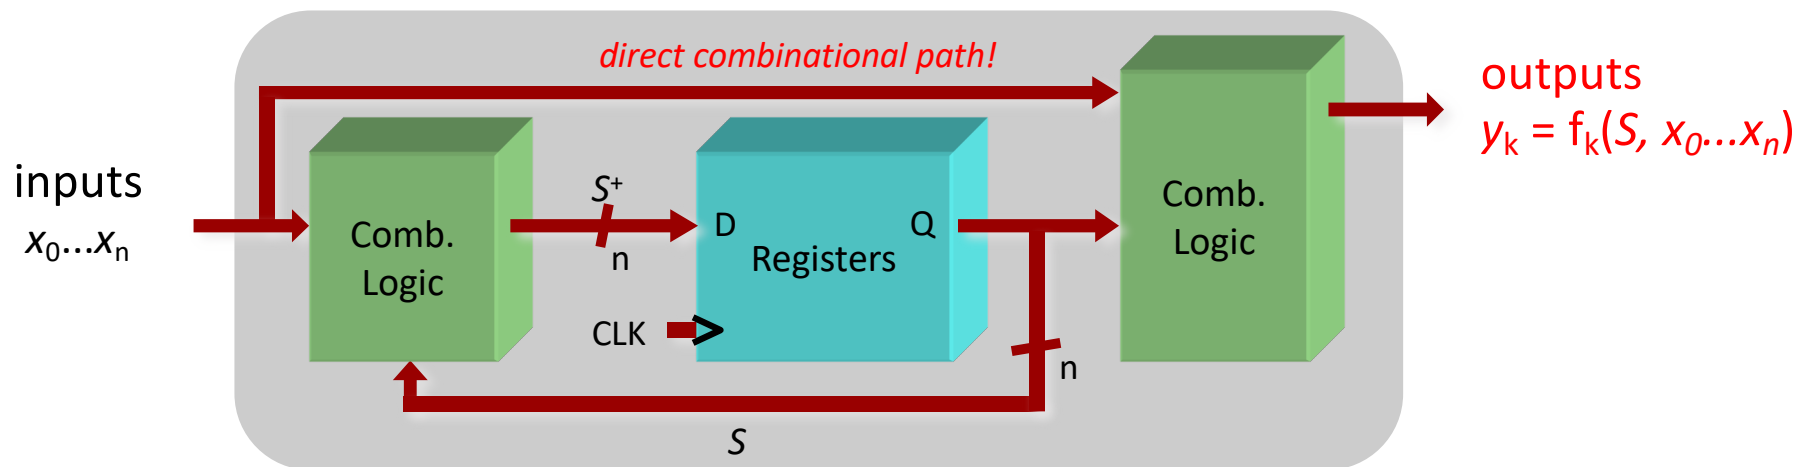 direct combinational path!
outputs
yk = fk(S, x0...xn)
inputs
x0...xn
Comb.
Logic
S+
n
D
Q
Registers
CLK
n
Comb.
Logic
S